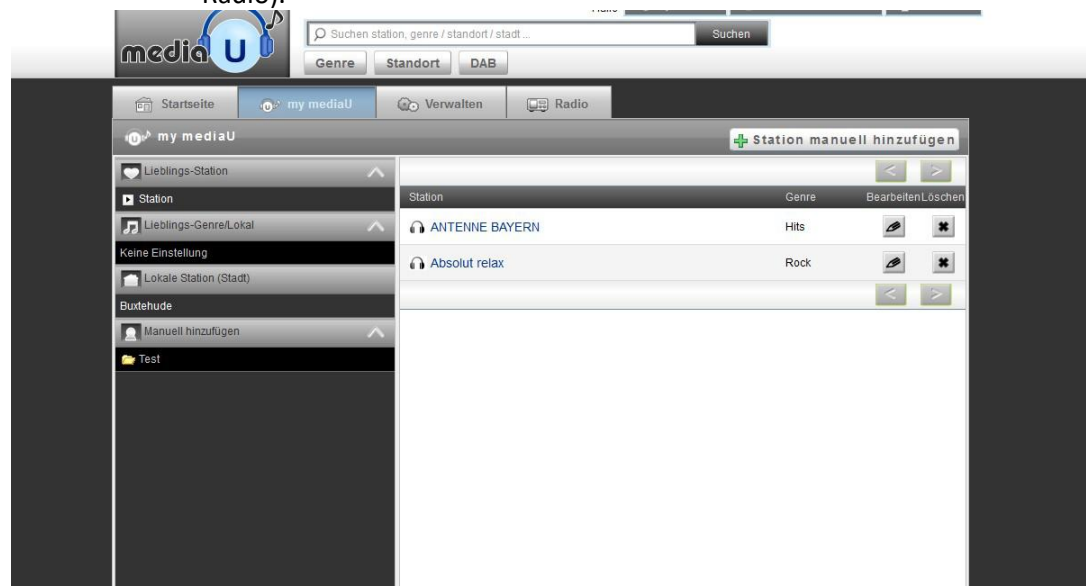 Radio).
media U
Suchen station, genre / standort / stadt ...
Suchen
Genre
Standort
DAB
Startseite
my mediaU
Verwalten
Radio
my mediaU
Station manuell hinzufügen
Lieblings-Station
Station
Lieblings-Genre/Lokal
Keine Einstellung
Lokale Station (Stadt)
Buxtehude
Manuell hinzufügen
Test
< >
Station Genre Bearbeiten Löschen
ANTENNE BAYERN Hits
Absolut relax Rock
< >